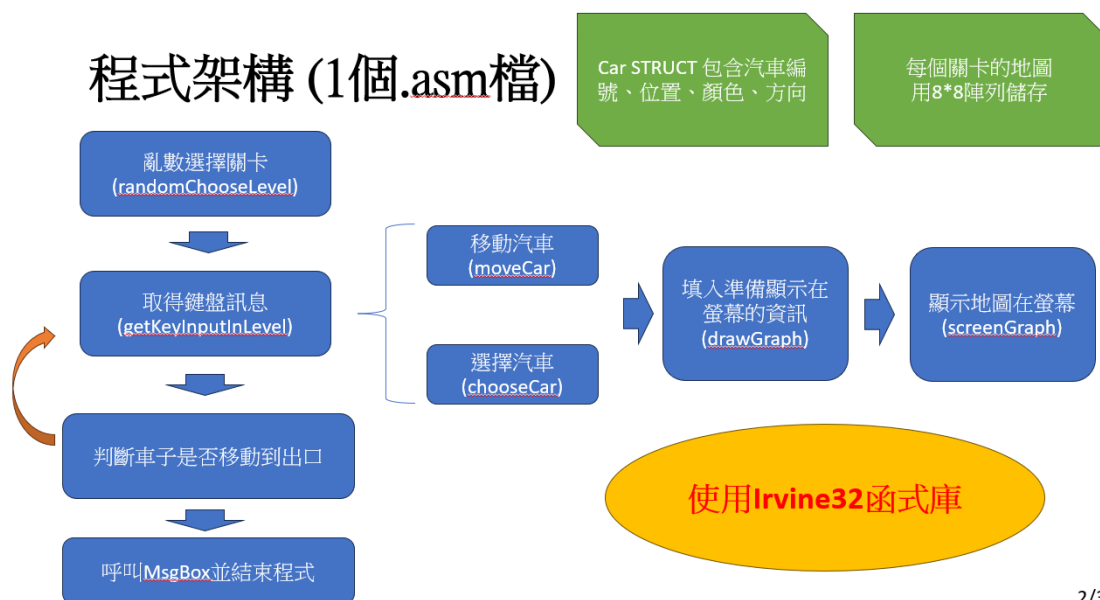 程式架構 (1個.asm檔)
Car STRUCT 包含汽車編
號、位置、顏色、方向
每個關卡的地圖
用8*8陣列儲存
亂數選擇關卡
(randomChooseLevel)
取得鍵盤訊息
(getKeyInputInLevel)
移動汽車
(moveCar)
選擇汽車
(chooseCar)
填入準備顯示在
螢幕的資訊
(drawGraph)
顯示地圖在螢幕
(screenGraph)
判斷車子是否移動到出口
呼叫MsgBox並結束程式
使用Irvine32函式庫